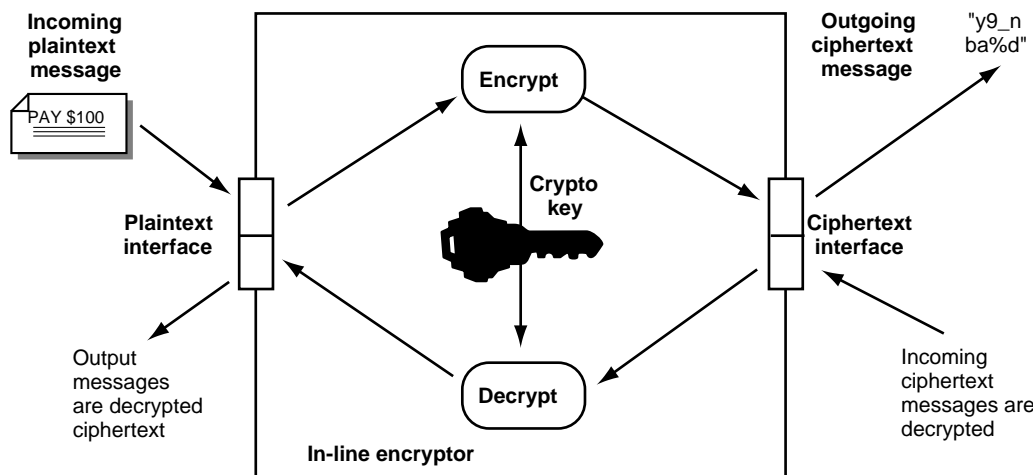 Incoming
plaintext
message
PAY $100
Encrypt
Outgoing
ciphertext
message
"y9_n
ba%d"
Crypto
key
Plaintext
interface
Ciphertext
interface
Output
messages
are decrypted
ciphertext
Decrypt
Incoming
ciphertext
messages are
decrypted
In-line encryptor